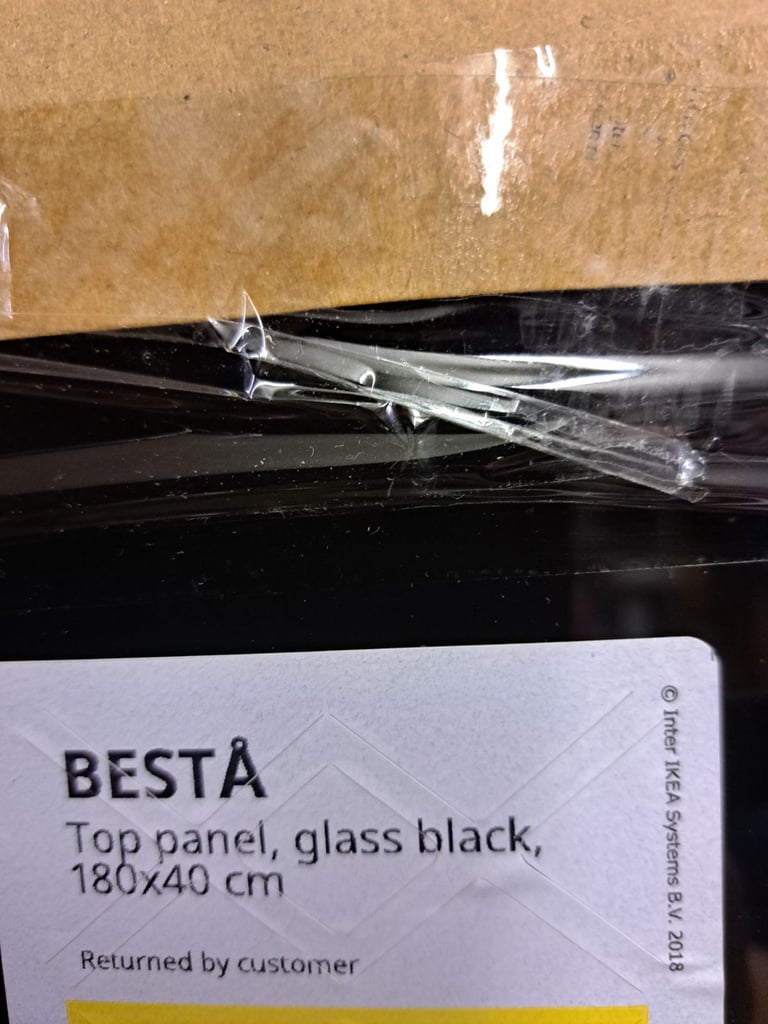 BESTÅ
Top panel, glass black,
180x40 cm
Returned by customer
© Inter IKEA Systems B.V. 2018